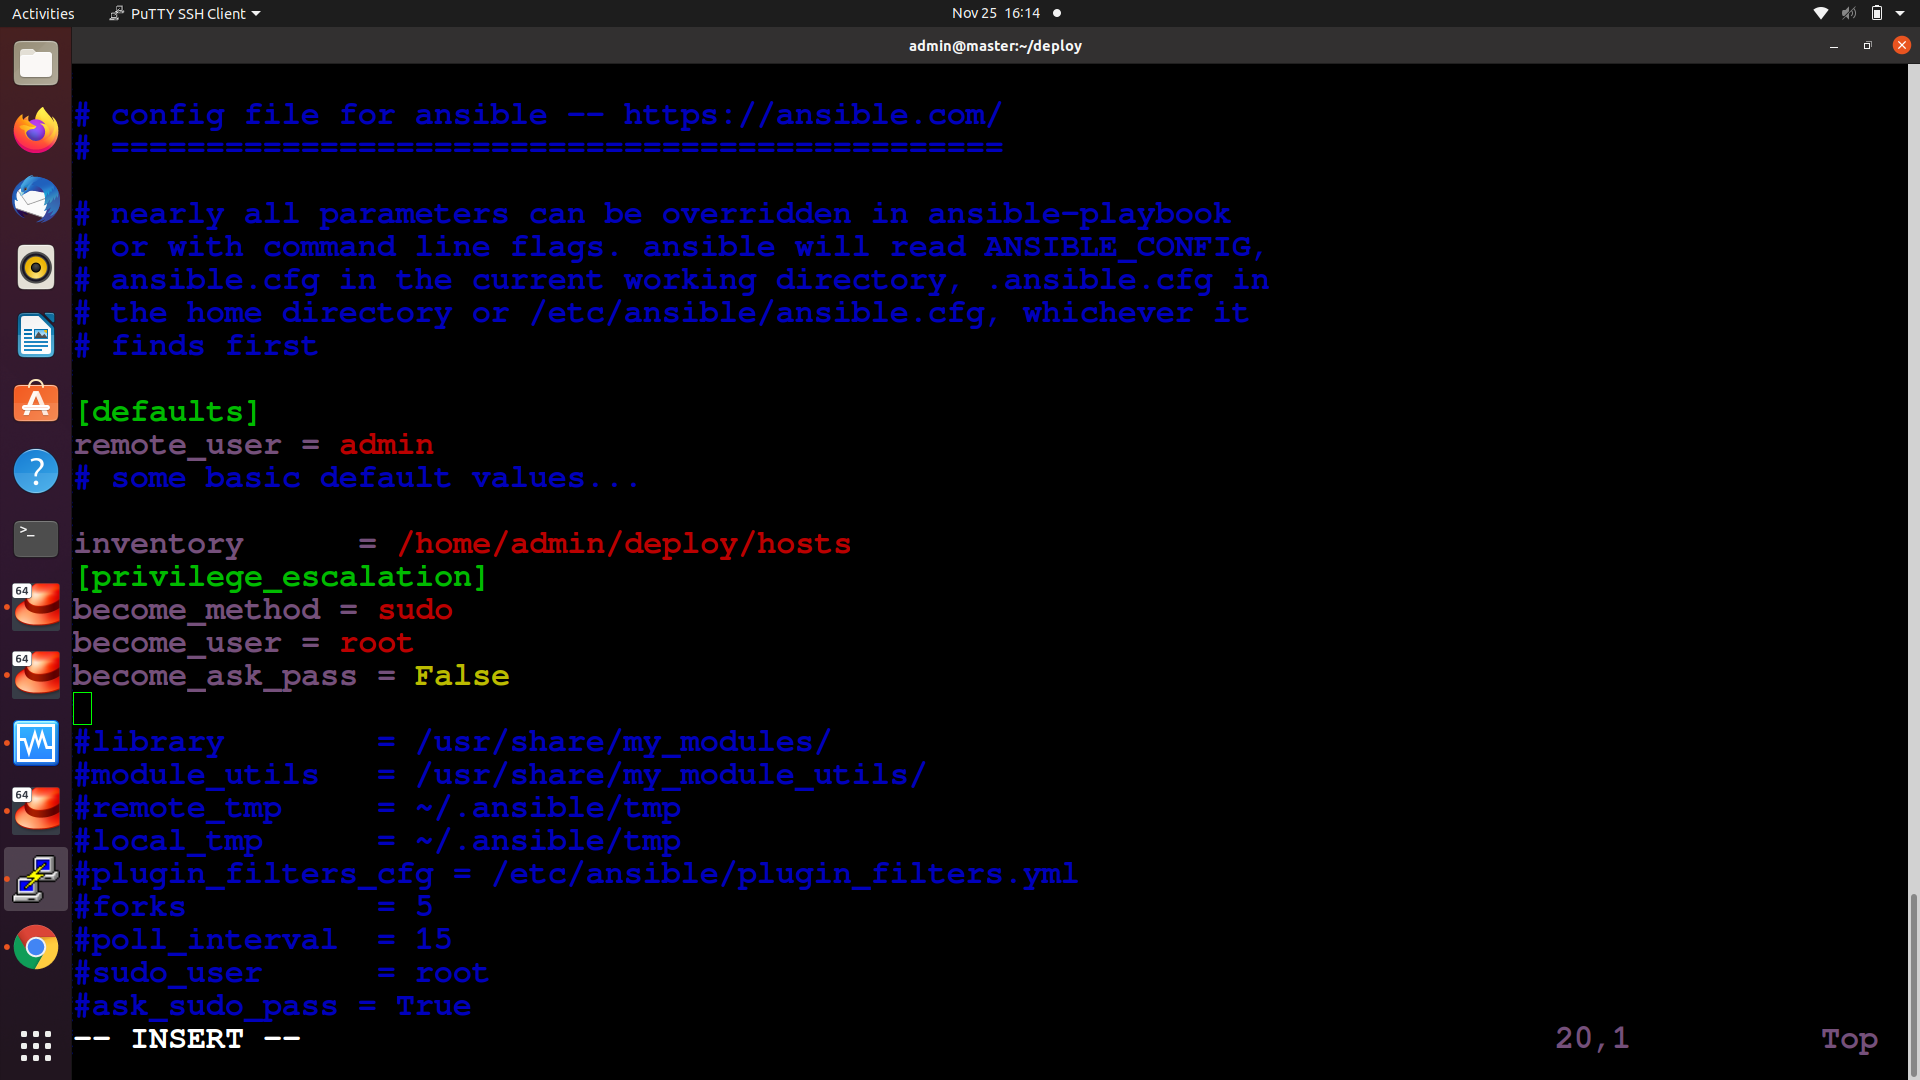 Activities PuTTY SSH Client Nov 25 16:14
admin@master:~/deploy
# config file for ansible -- https://ansible.com/
# ===============================================
# nearly all parameters can be overridden in ansible-playbook
# or with command line flags. ansible will read ANSIBLE_CONFIG,
# ansible.cfg in the current working directory, .ansible.cfg in
# the home directory or /etc/ansible/ansible.cfg, whichever it
# finds first
[defaults]
remote_user = admin
# some basic default values...
inventory      = /home/admin/deploy/hosts
[privilege_escalation]
become_method = sudo
become_user = root
become_ask_pass = False
#library        = /usr/share/my_modules/
#module_utils   = /usr/share/my_module_utils/
#remote_tmp     = ~/.ansible/tmp
#local_tmp      = ~/.ansible/tmp
#plugin_filters_cfg = /etc/ansible/plugin_filters.yml
#forks          = 5
#poll_interval  = 15
#sudo_user      = root
#ask_sudo_pass = True
-- INSERT -- 20,1 Top
64
64
64